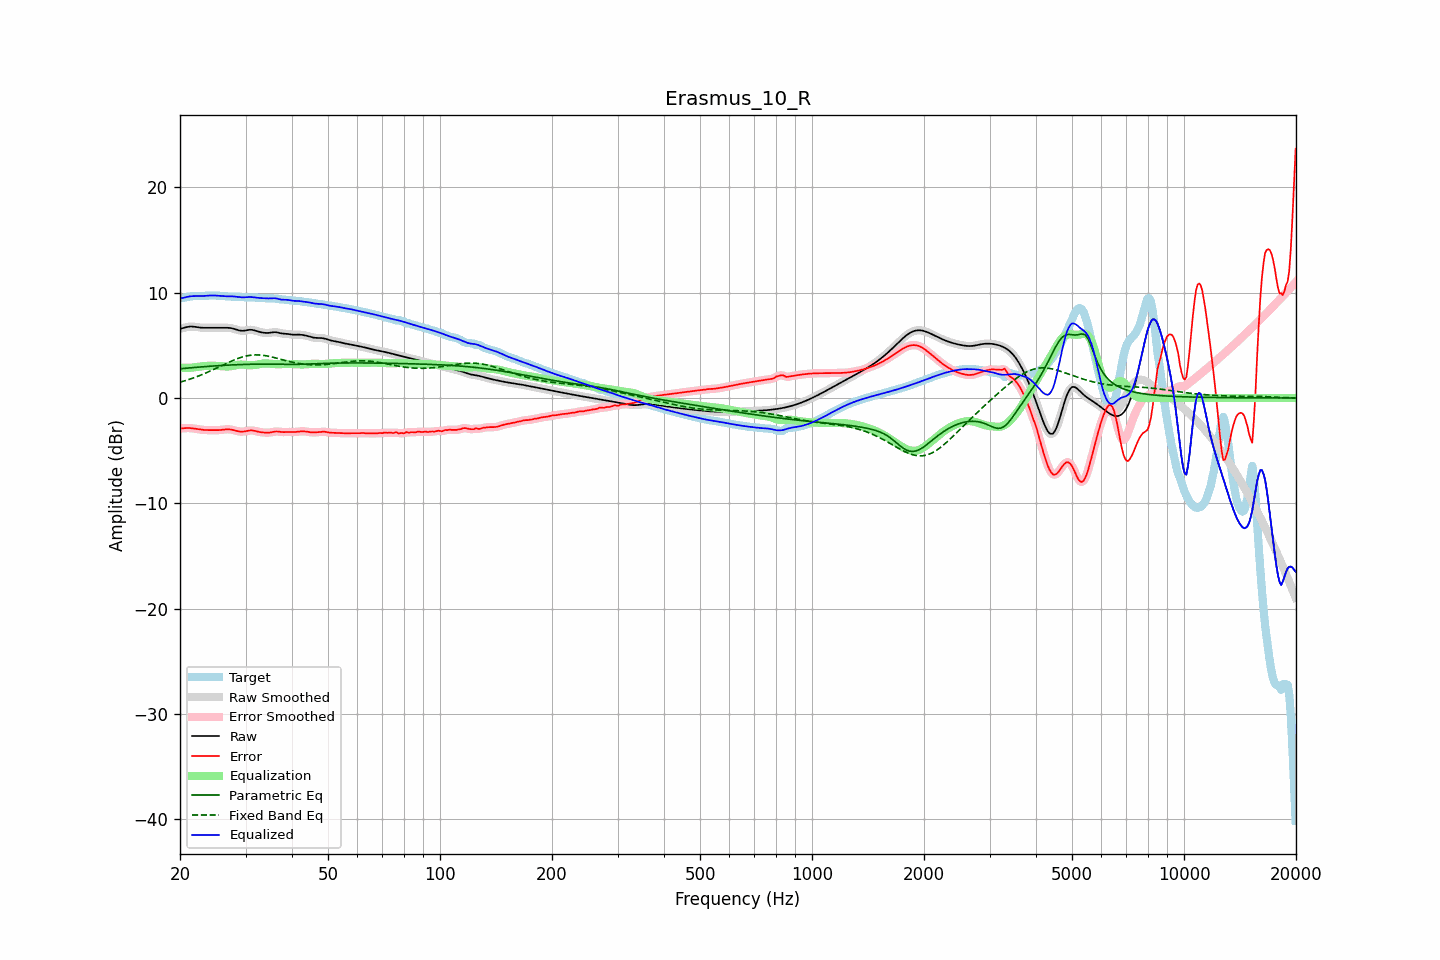 Erasmus_10_R
Amplitude (dBr)
20
10
0
−10
−20
−30
−40
Target
Raw Smoothed
Error Smoothed
Raw
Error
Equalization
Parametric Eq
Fixed Band Eq
Equalized
20 50 100 200 500 1000 2000 5000 10000 20000
Frequency (Hz)